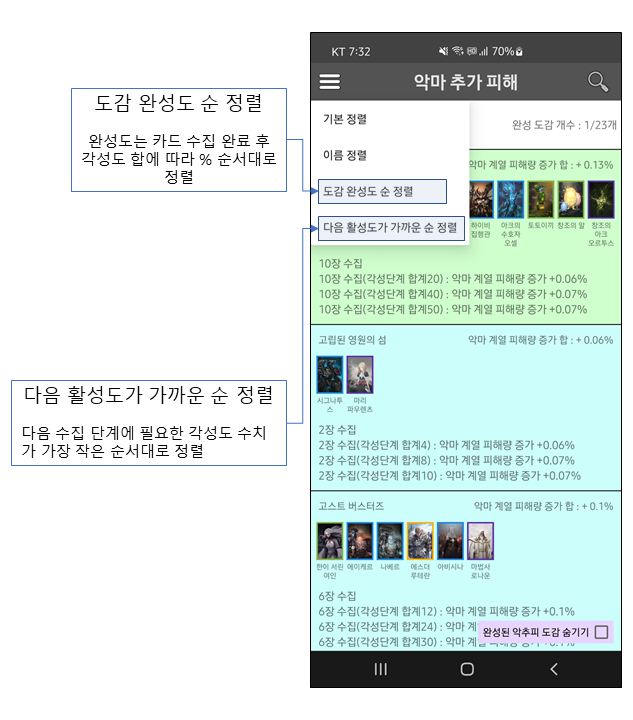 KT 7:32
70%
악마 추가 피해
도감 완성도 순 정렬
완성도는 카드 수집 완료 후
각성도 합에 따라 % 순서대로
정렬
기본 정렬
이름 정렬
도감 완성도 순 정렬
다음 활성도가 가까운 순 정렬
완성 도감 개수 : 1/23개
악마 계열 피해량 증가 합 : + 0.13%
하이비
집행관
아크의
수호자
오셀
토토이끼
창조의 알
창조의
아크
오르투스
10장 수집
10장 수집(각성단계 합계20) : 악마 계열 피해량 증가 +0.06%
10장 수집(각성단계 합계40) : 악마 계열 피해량 증가 +0.07%
10장 수집(각성단계 합계50) : 악마 계열 피해량 증가 +0.07%
다음 활성도가 가까운 순 정렬
다음 수집 단계에 필요한 각성도 수치
가 가장 작은 순서대로 정렬
고립된 영원의 섬
악마 계열 피해량 증가 합 : + 0.06%
시그나투
스
마리
파우렌츠
2장 수집
2장 수집(각성단계 합계4) : 악마 계열 피해량 증가 +0.06%
2장 수집(각성단계 합계8) : 악마 계열 피해량 증가 +0.07%
2장 수집(각성단계 합계10) : 악마 계열 피해량 증가 +0.07%
고스트 버스터즈
악마 계열 피해량 증가 합 : + 0.1%
한이 서린
여인
에이케르
나베르
에스더
루테란
아비시나
마법사
로나운
6장 수집
6장 수집(각성단계 합계12) : 악마 계열 피해량 증가 +0.1%
6장 수집(각성단계 합계24) : 악마 계
6장 수집(각성단계 합계30) : 악마 계열 피해량 증가 +0.1%
완성된 악추피 도감 숨기기